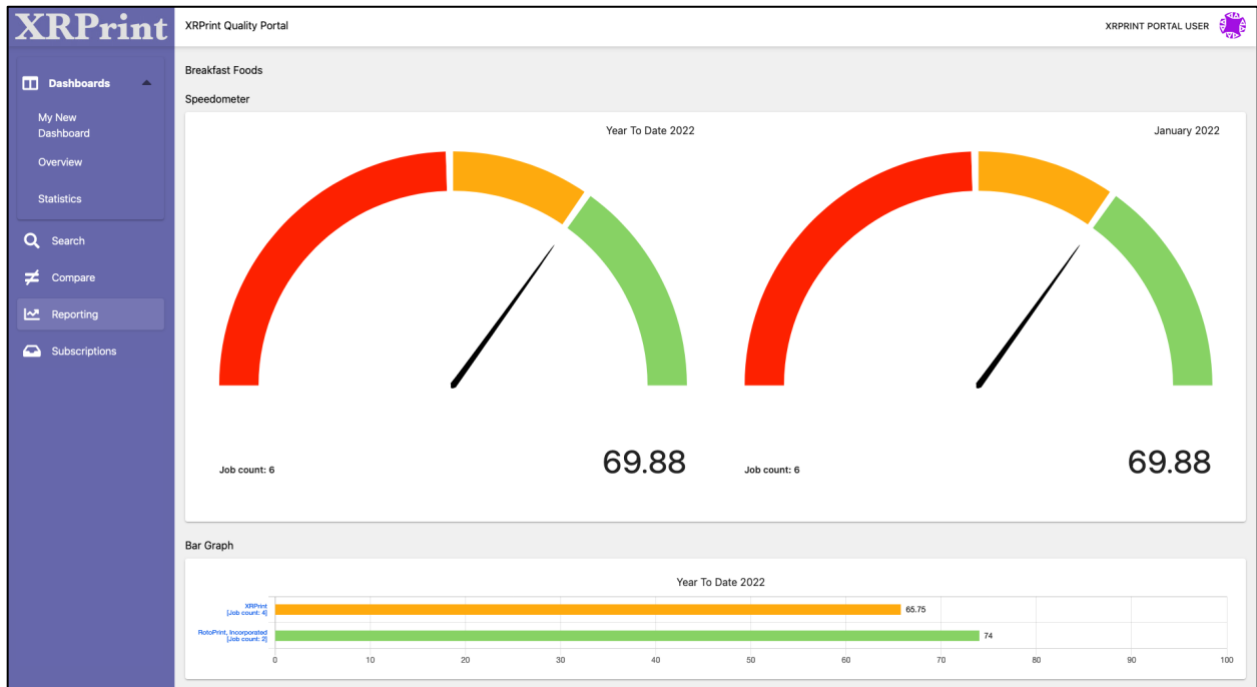 XRPrint
XRPrint Quality Portal
XRPRINT PORTAL USER
Dashboards
My New
Dashboard
Overview
Statistics
Search
Compare
Reporting
Subscriptions
Breakfast Foods
Speedometer
Year To Date 2022
Job count: 6
69.88
January 2022
Job count: 6
69.88
Bar Graph
Year To Date 2022
XRPrint
[Job count: 4]
65.75
RotoPrint, Incorporated
[Job count: 2]
74
0 10 20 30 40 50 60 70 80 90 100